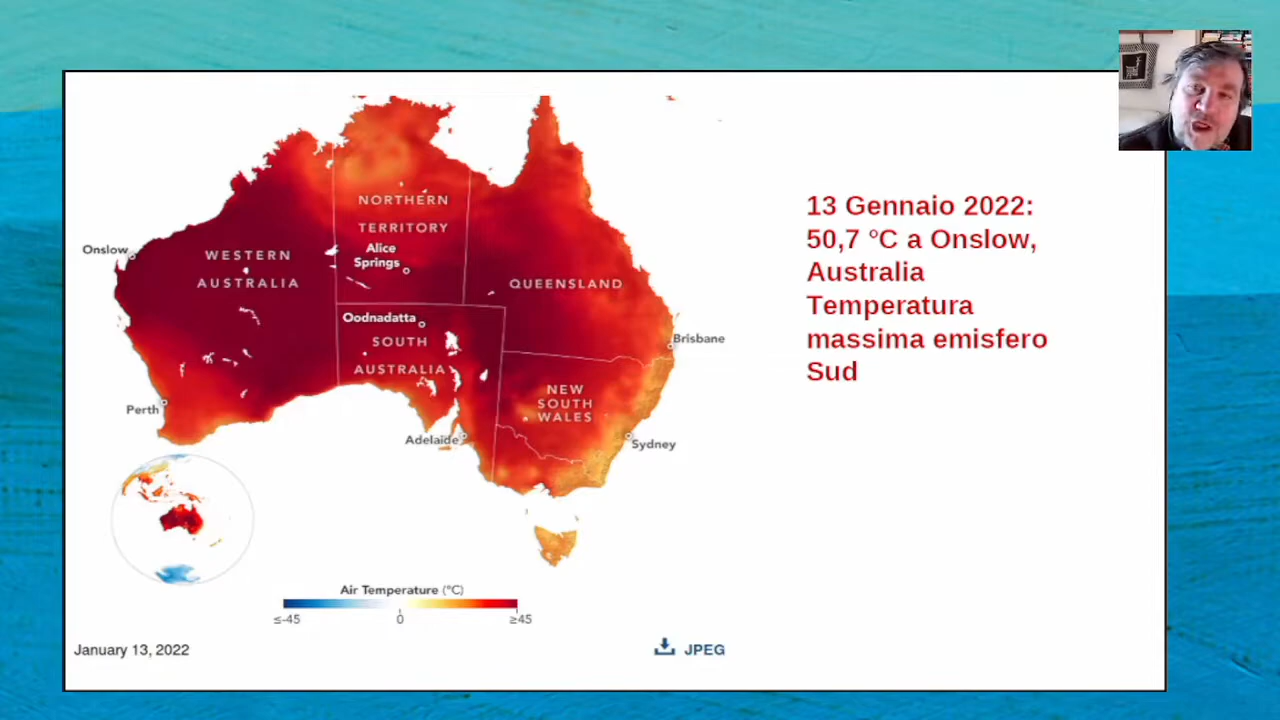 13 Gennaio 2022:
50,7 °C a Onslow,
Australia
Temperatura
massima emisfero
Sud
NORTHERN
TERRITORY
Onslow
WESTERN
AUSTRALIA
Alice
Springs
QUEENSLAND
Oodnadatta
SOUTH
AUSTRALIA
Brisbane
NEW
SOUTH
WALES
Perth
Adelaide
Sydney
Air Temperature (°C)
≤-45 0 ≥45
January 13, 2022
JPEG